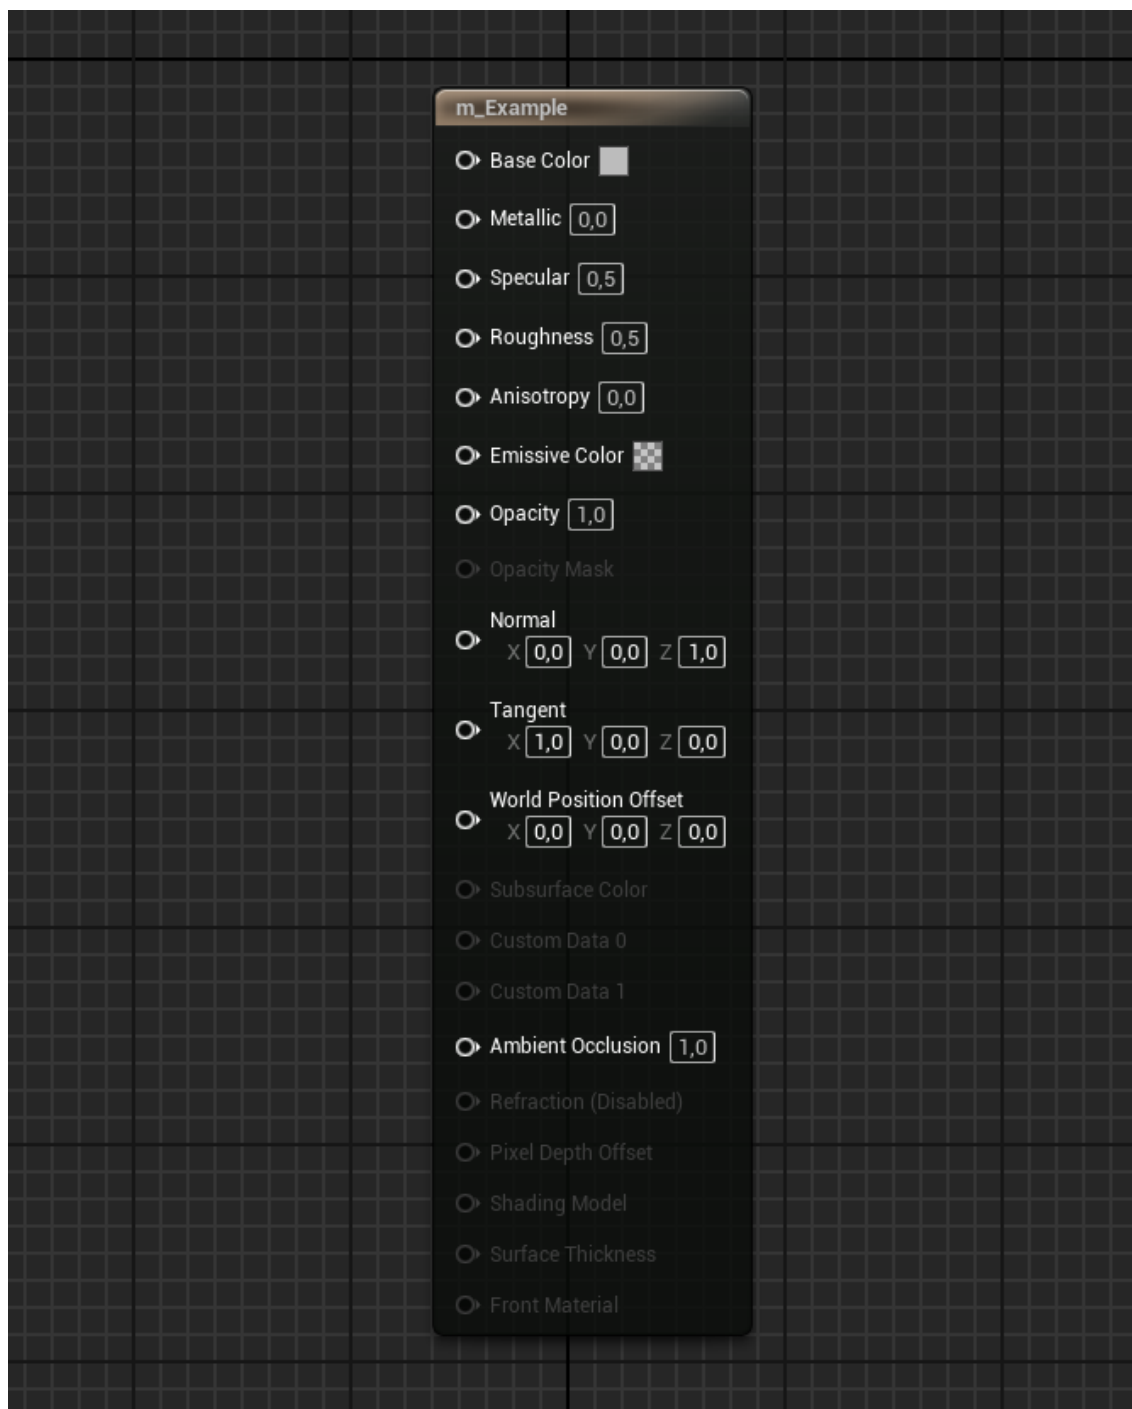 m_Example
Base Color
Metallic 0,0
Specular 0,5
Roughness 0,5
Anisotropy 0,0
Emissive Color
Opacity 1,0
Opacity Mask
Normal
X 0,0 Y 0,0 Z 1,0
Tangent
X 1,0 Y 0,0 Z 0,0
World Position Offset
X 0,0 Y 0,0 Z 0,0
Subsurface Color
Custom Data 0
Custom Data 1
Ambient Occlusion 1,0
Refraction (Disabled)
Pixel Depth Offset
Shading Model
Surface Thickness
Front Material